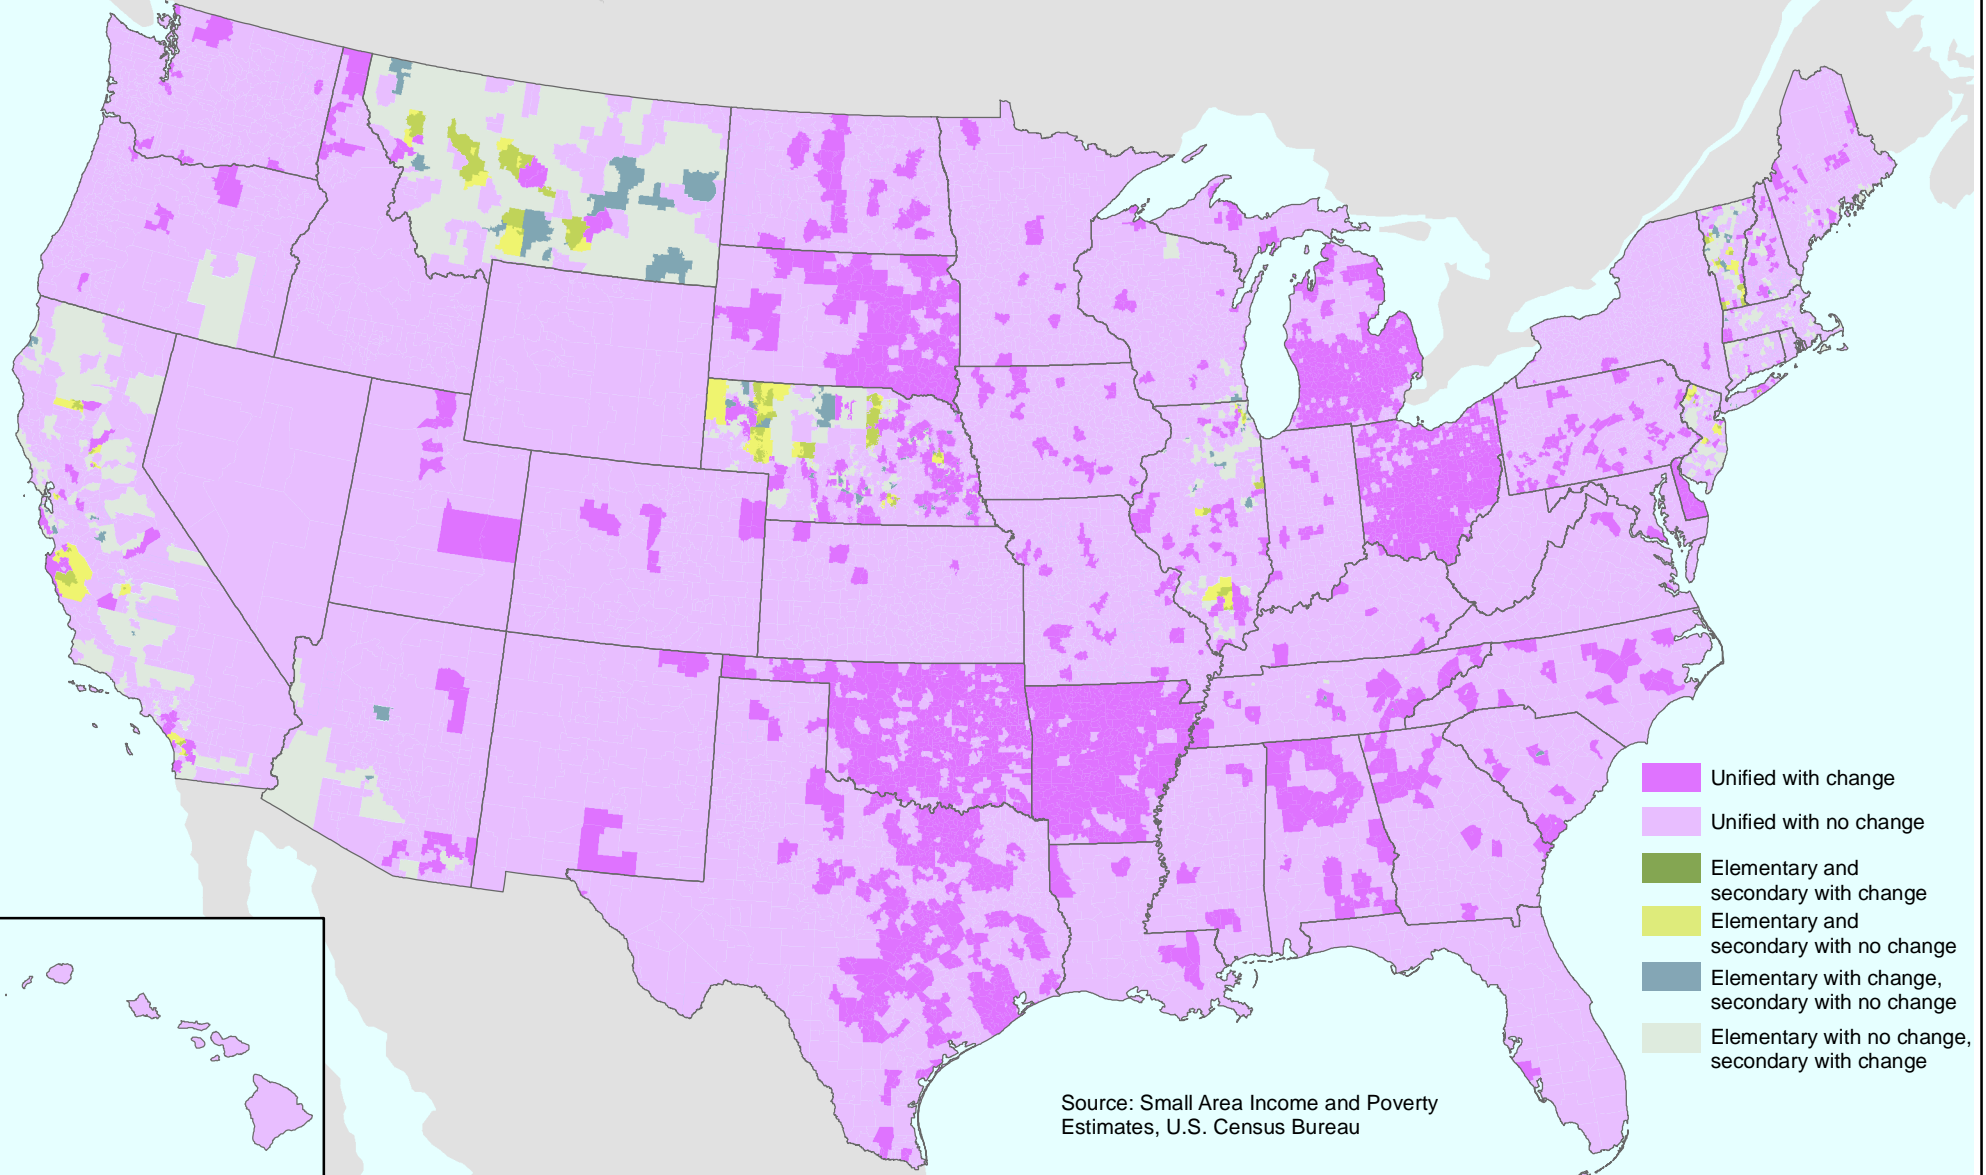 Unified with change
Unified with no change
Elementary and
secondary with change
Elementary and
secondary with no change
Elementary with change,
secondary with no change
Elementary with no change,
secondary with change
Source: Small Area Income and Poverty
Estimates, U.S. Census Bureau